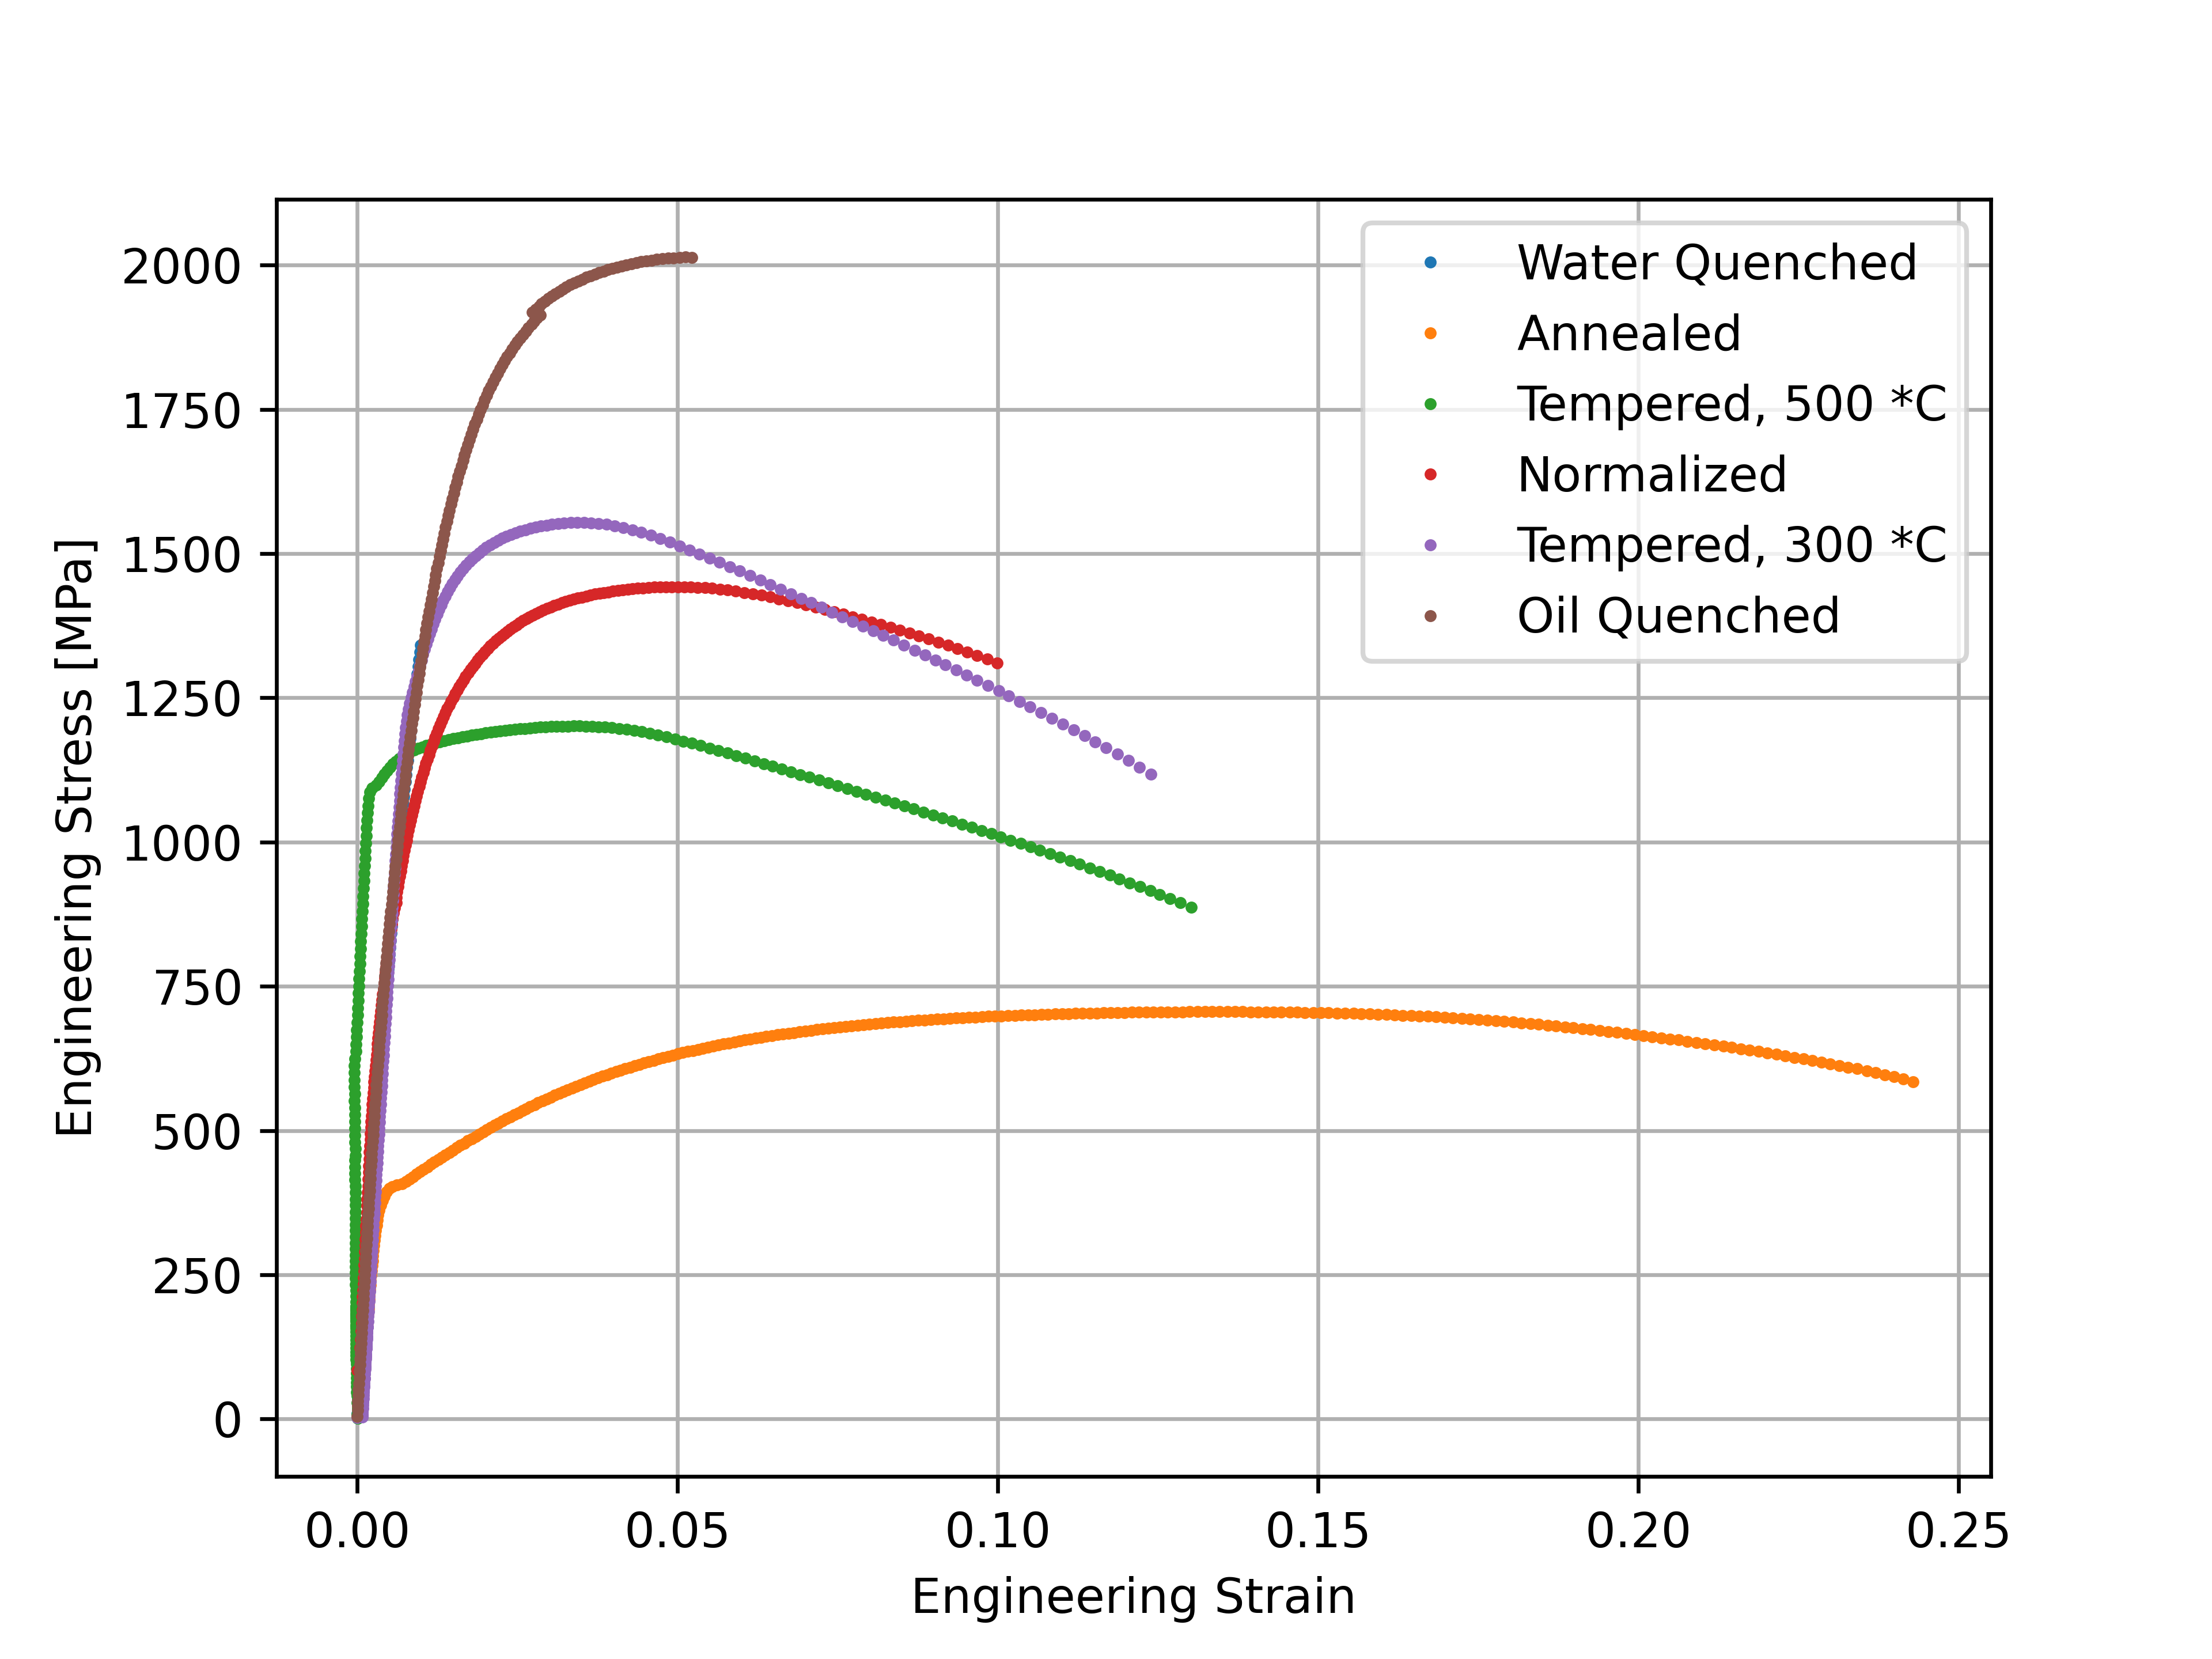 2000
1750
1500
1250
1000
750
500
250
0
Engineering Stress [MPa]
Water Quenched
Annealed
Tempered, 500 *C
Normalized
Tempered, 300 *C
Oil Quenched
0.00 0.05 0.10 0.15 0.20 0.25
Engineering Strain